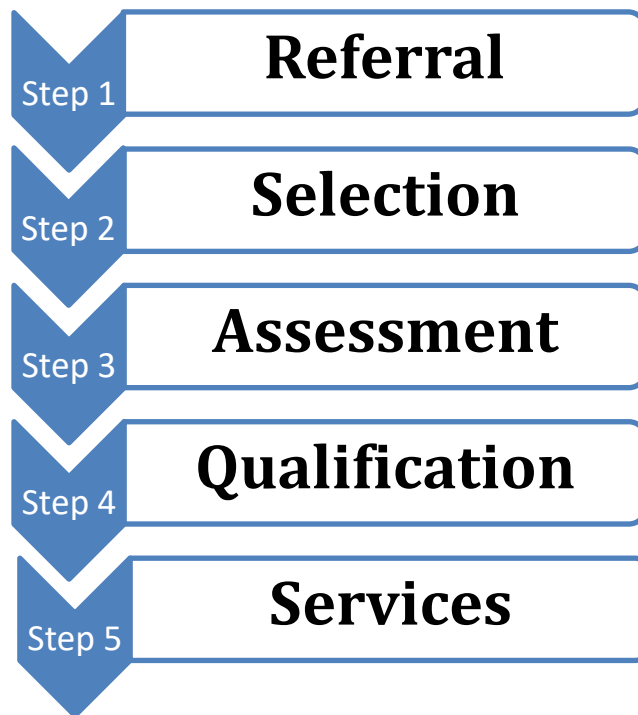 Step 1 Referral
Step 2 Selection
Step 3 Assessment
Step 4 Qualification
Step 5 Services